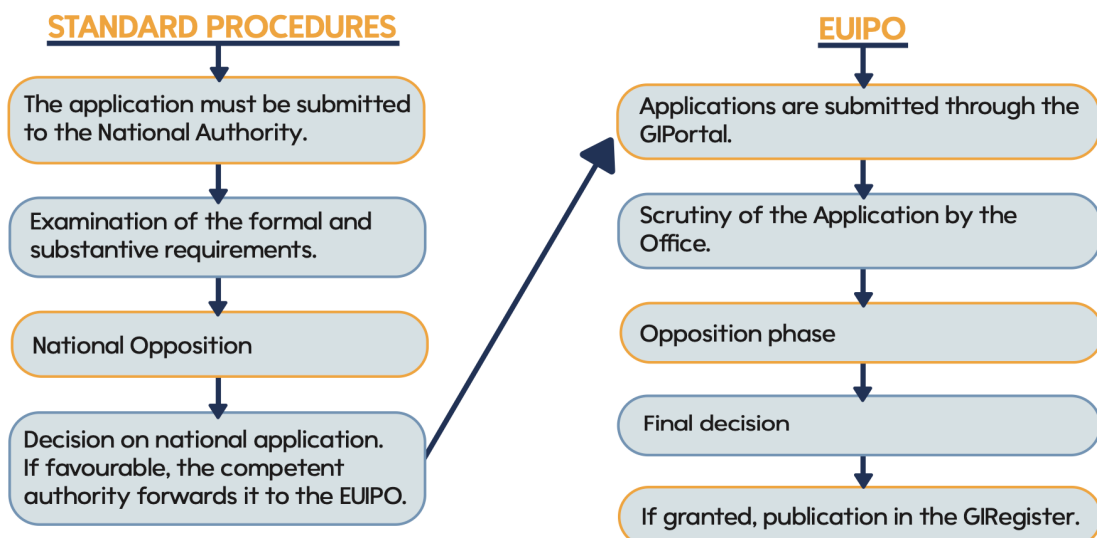 STANDARD PROCEDURES
The application must be submitted
to the National Authority.
Examination of the formal and
substantive requirements.
National Opposition
Decision on national application.
If favourable, the competent
authority forwards it to the EUIPO.
EUIPO
Applications are submitted through the
GIPortal.
Scrutiny of the Application by the
Office.
Opposition phase
Final decision
If granted, publication in the GIRegister.